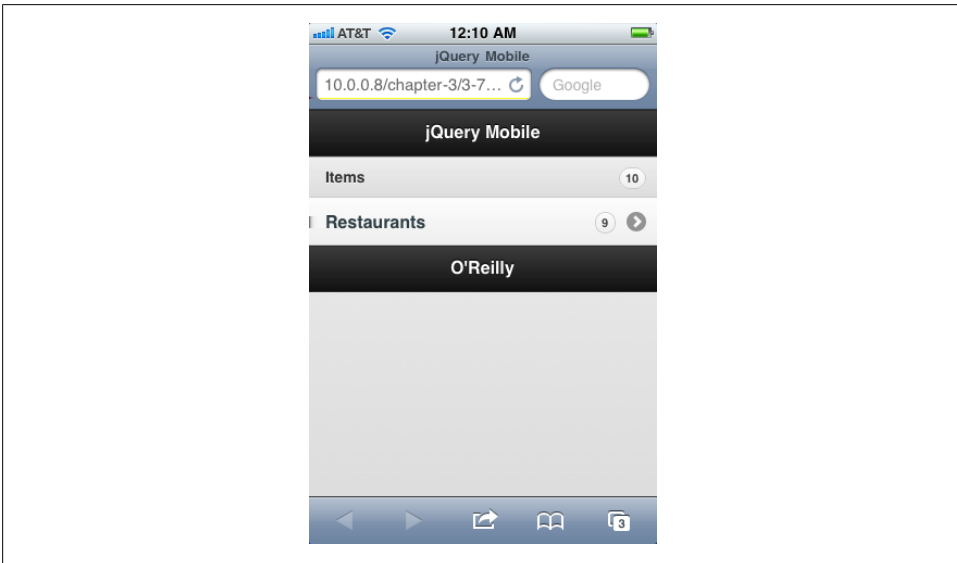 AT&T 12:10 AM
jQuery Mobile
10.0.0.8/chapter-3/3-7... Google
jQuery Mobile
Items 10
Restaurants 9
O'Reilly
3